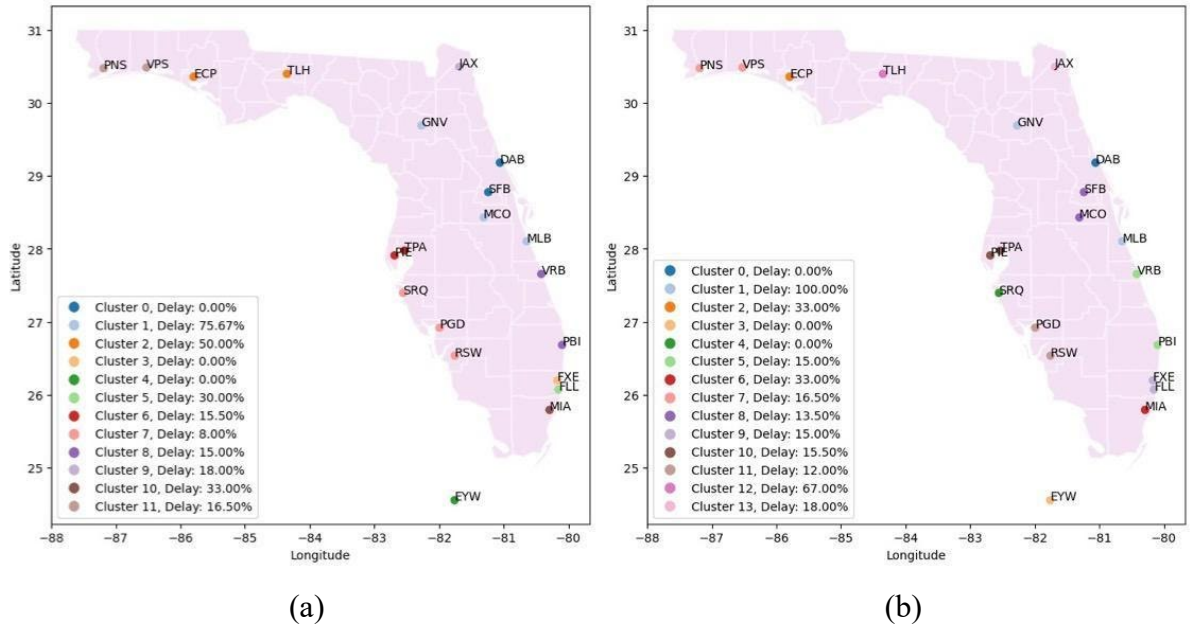 31
30
29
28
27
26
25
Latitude
−88 −87 −86 −85 −84 −83 −82 −81 −80
Longitude
PNS
VPS
ECP
TLH
JAX
GNV
DAB
SFB
MCO
MLB
TPA
PIE
VRB
SRQ
PGD
RSW
PBI
FXE
FLL
MIA
EYW
Cluster 0, Delay: 0.00%
Cluster 1, Delay: 75.67%
Cluster 2, Delay: 50.00%
Cluster 3, Delay: 0.00%
Cluster 4, Delay: 0.00%
Cluster 5, Delay: 30.00%
Cluster 6, Delay: 15.50%
Cluster 7, Delay: 8.00%
Cluster 8, Delay: 15.00%
Cluster 9, Delay: 18.00%
Cluster 10, Delay: 33.00%
Cluster 11, Delay: 16.50%
(a)
31
30
29
28
27
26
25
Latitude
−88 −87 −86 −85 −84 −83 −82 −81 −80
Longitude
PNS
VPS
ECP
TLH
JAX
GNV
DAB
SFB
MCO
MLB
TPA
PIE
VRB
SRQ
PGD
RSW
PBI
FXE
FLL
MIA
EYW
Cluster 0, Delay: 0.00%
Cluster 1, Delay: 100.00%
Cluster 2, Delay: 33.00%
Cluster 3, Delay: 0.00%
Cluster 4, Delay: 0.00%
Cluster 5, Delay: 15.00%
Cluster 6, Delay: 33.00%
Cluster 7, Delay: 16.50%
Cluster 8, Delay: 13.50%
Cluster 9, Delay: 15.00%
Cluster 10, Delay: 15.50%
Cluster 11, Delay: 12.00%
Cluster 12, Delay: 67.00%
Cluster 13, Delay: 18.00%
(b)